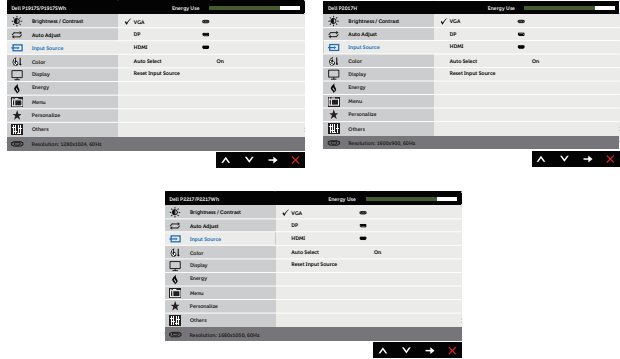 Dell P1917S/P1917SWh Energy Use
Brightness / Contrast ✓ VGA
Auto Adjust DP
Input Source HDMI
Color Auto Select On
Display Reset Input Source
Energy
Menu
Personalize
Others
Resolution: 1280x1024, 60Hz
Dell P2017H Energy Use
Brightness / Contrast ✓ VGA
Auto Adjust DP
Input Source HDMI
Color Auto Select On
Display Reset Input Source
Energy
Menu
Personalize
Others
Resolution: 1600x900, 60Hz
Dell P2217/P2217Wh Energy Use
Brightness / Contrast ✓ VGA
Auto Adjust DP
Input Source HDMI
Color Auto Select On
Display Reset Input Source
Energy
Menu
Personalize
Others
Resolution: 1680x1050, 60Hz